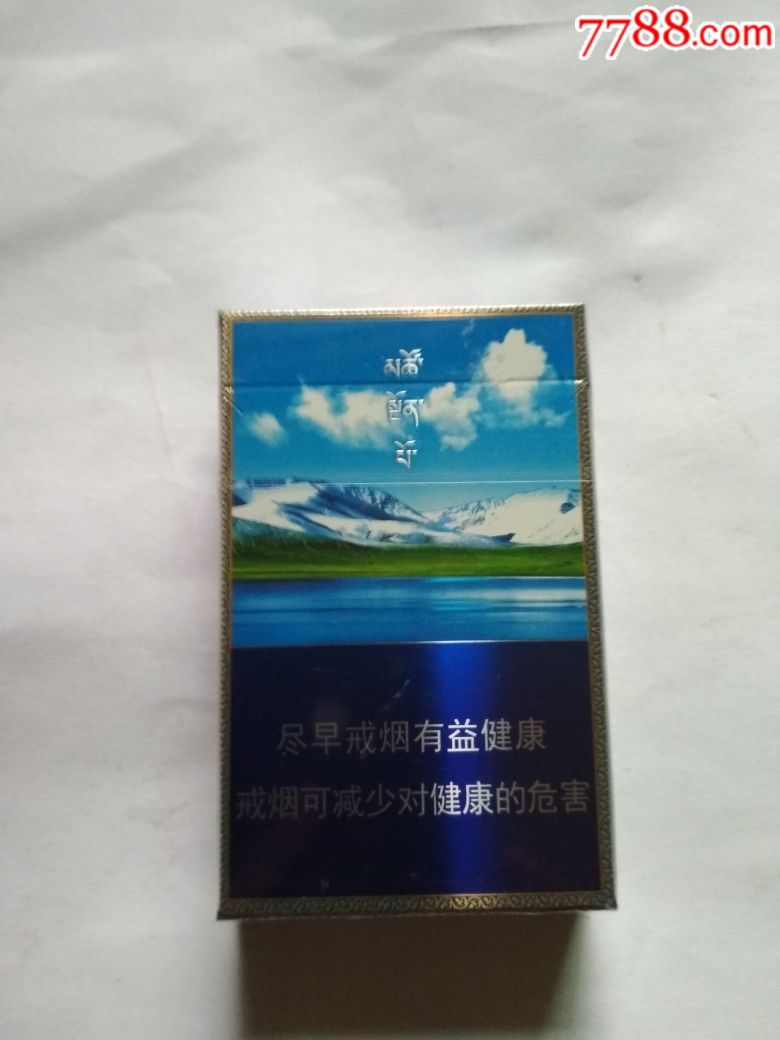 7788.com
མཚོ་
སྔོན་
པོ་
尽早戒烟有益健康
戒烟可减少对健康的危害